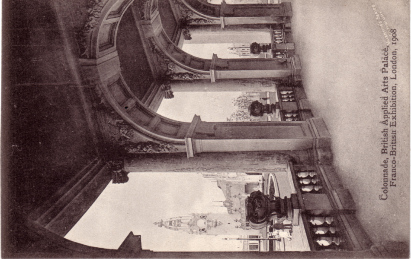 Colonnade, British Applied Arts Palace,
Franco-British Exhibition, London, 1908